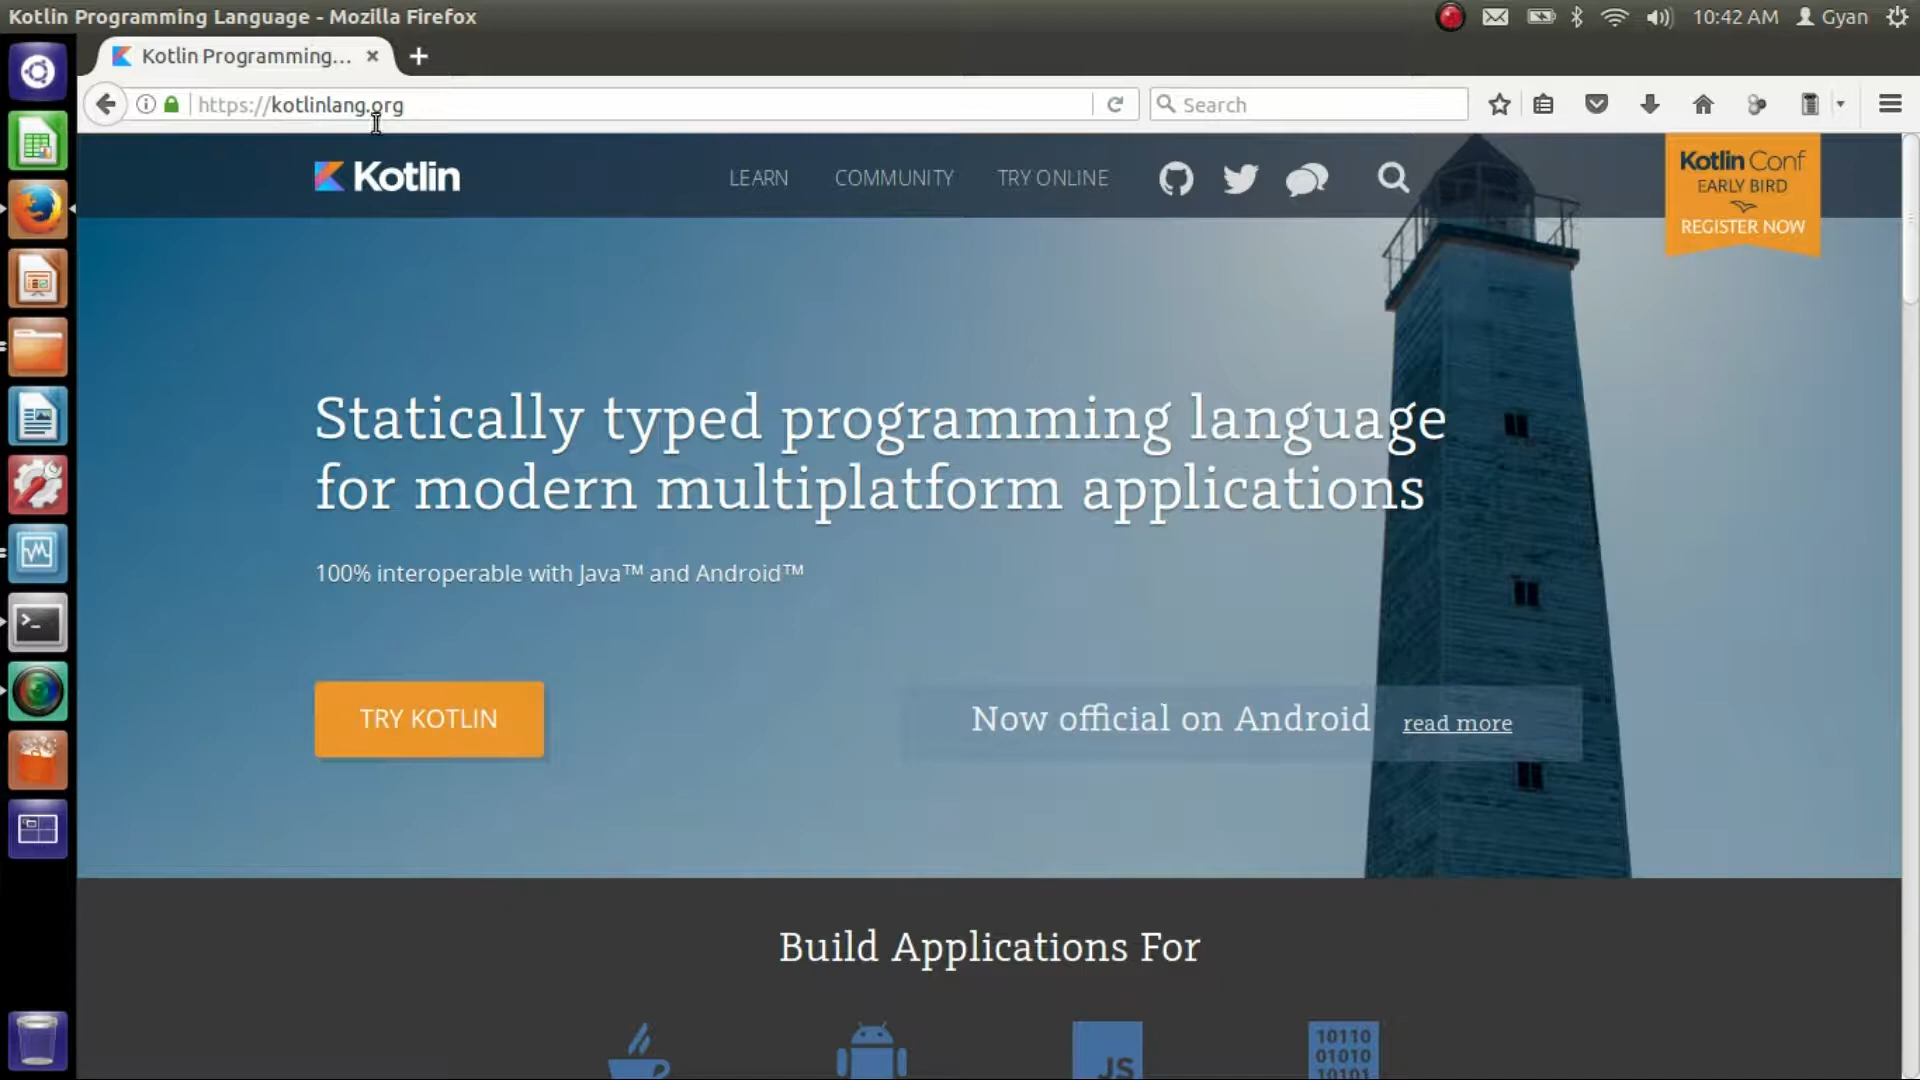 Kotlin Programming Language - Mozilla Firefox
10:42 AM
Gyan
Kotlin Programming...
https://kotlinlang.org
Search
Kotlin
LEARN
COMMUNITY
TRY ONLINE
Kotlin Conf
EARLY BIRD
REGISTER NOW
Statically typed programming language
for modern multiplatform applications
100% interoperable with Java™ and Android™
TRY KOTLIN
Now official on Android
read more
Build Applications For
JS
10110
01010
10101